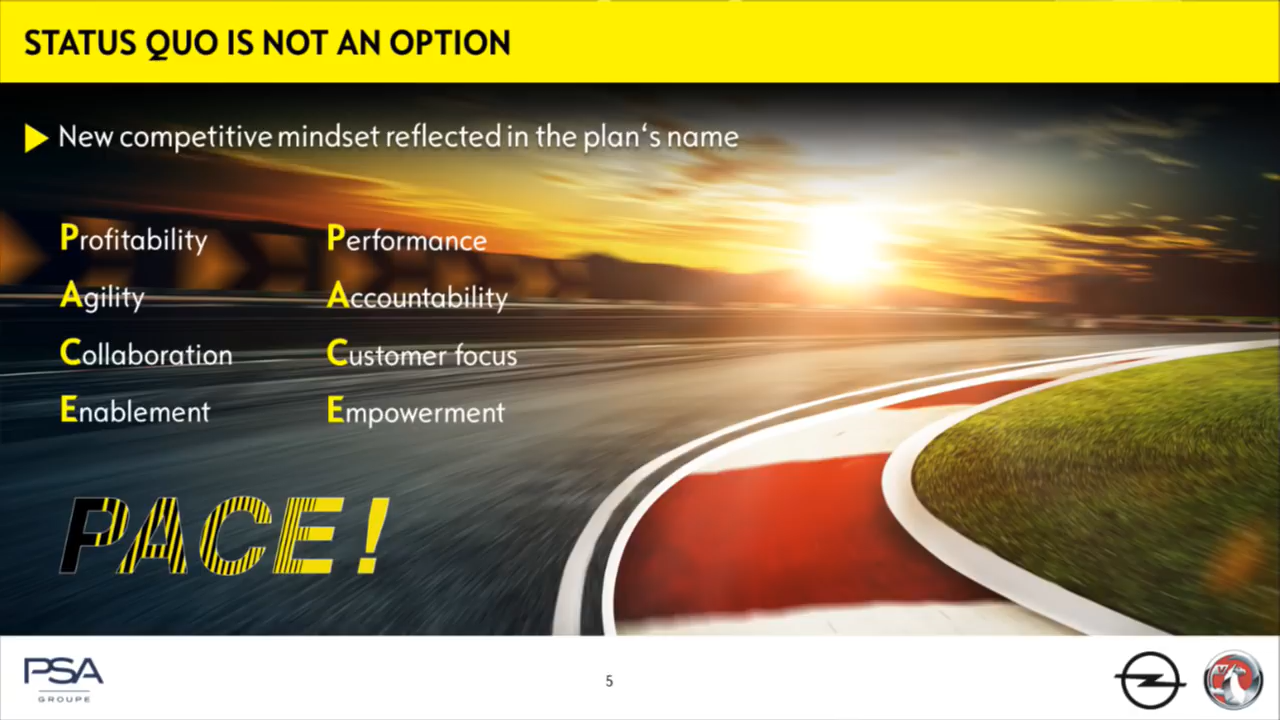 STATUS QUO IS NOT AN OPTION
New competitive mindset reflected in the plan‘s name
Profitability
Agility
Collaboration
Enablement
Performance
Accountability
Customer focus
Empowerment
PACE!
PSA
GROUPE
5